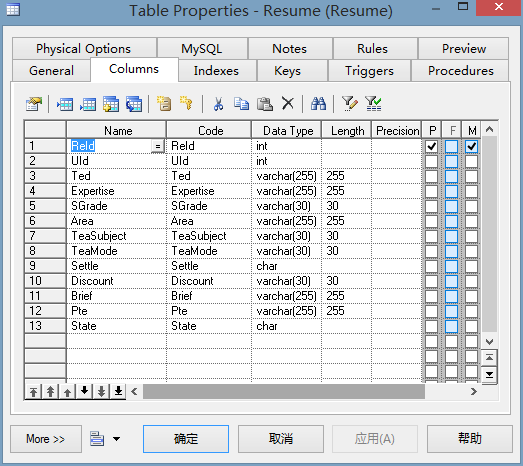 Table Properties - Resume (Resume)
Physical Options MySQL Notes Rules Preview
General Columns Indexes Keys Triggers Procedures
Name Code Data Type Length Precision P F M
1 ReId = ReId int
2 UId UId int
3 Ted Ted varchar(255) 255
4 Expertise Expertise varchar(255) 255
5 SGrade SGrade varchar(30) 30
6 Area Area varchar(255) 255
7 TeaSubject TeaSubject varchar(30) 30
8 TeaMode TeaMode varchar(30) 30
9 Settle Settle char
10 Discount Discount varchar(30) 30
11 Brief Brief varchar(255) 255
12 Pte Pte varchar(255) 255
13 State State char
More >> 确定 取消 应用(A) 帮助